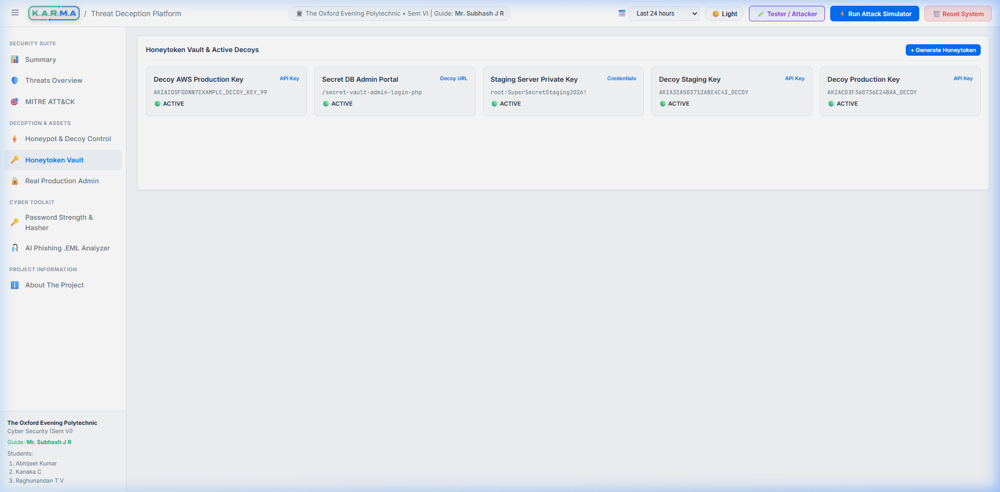 K.A.R.M.A / Threat Deception Platform
The Oxford Evening Polytechnic • Sem VI | Guide: Mr. Subhash J R
Last 24 hours
Light
Tester / Attacker
Run Attack Simulator
Reset System
SECURITY SUITE
Summary
Threats Overview
MITRE ATT&CK
DECEPTION & ASSETS
Honeypot & Decoy Control
Honeytoken Vault
Real Production Admin
CYBER TOOLKIT
Password Strength &
Hasher
AI Phishing .EML Analyzer
PROJECT INFORMATION
About The Project
The Oxford Evening Polytechnic
Cyber Security (Sem VI)
Guide: Mr. Subhash J R
Students:
1. Abhijeet Kumar
2. Kanaka C
3. Raghunandan T V
Honeytoken Vault & Active Decoys
+ Generate Honeytoken
Decoy AWS Production Key
API Key
AKIAIOSFODNN7EXAMPLE_DECOY_KEY_99
ACTIVE
Secret DB Admin Portal
Decoy URL
/secret-vault-admin-login-php
ACTIVE
Staging Server Private Key
Credentials
root:SuperSecretStaging2026!
ACTIVE
Decoy Staging Key
API Key
AKIA3EA503712ABE4C43_DECOY
ACTIVE
Decoy Production Key
API Key
AKIAED3F360736E24BAA_DECOY
ACTIVE